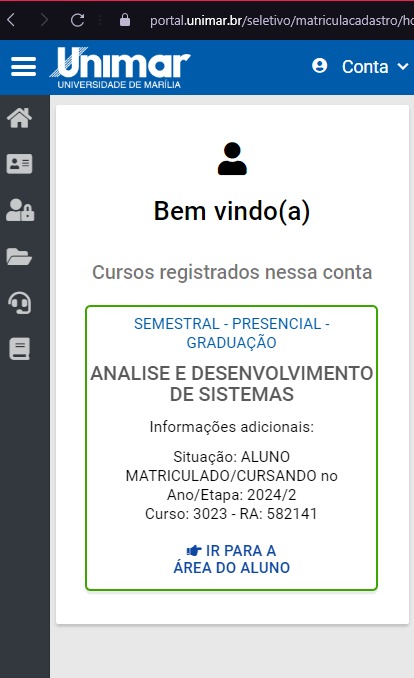 portal.unimar.br/seletivo/matriculacadastro/ho
Unimar
UNIVERSIDADE DE MARÍLIA
Conta
Bem vindo(a)
Cursos registrados nessa conta
SEMESTRAL - PRESENCIAL -
GRADUAÇÃO
ANALISE E DESENVOLVIMENTO
DE SISTEMAS
Informações adicionais:
Situação: ALUNO
MATRICULADO/CURSANDO no
Ano/Etapa: 2024/2
Curso: 3023 - RA: 582141
IR PARA A
ÁREA DO ALUNO